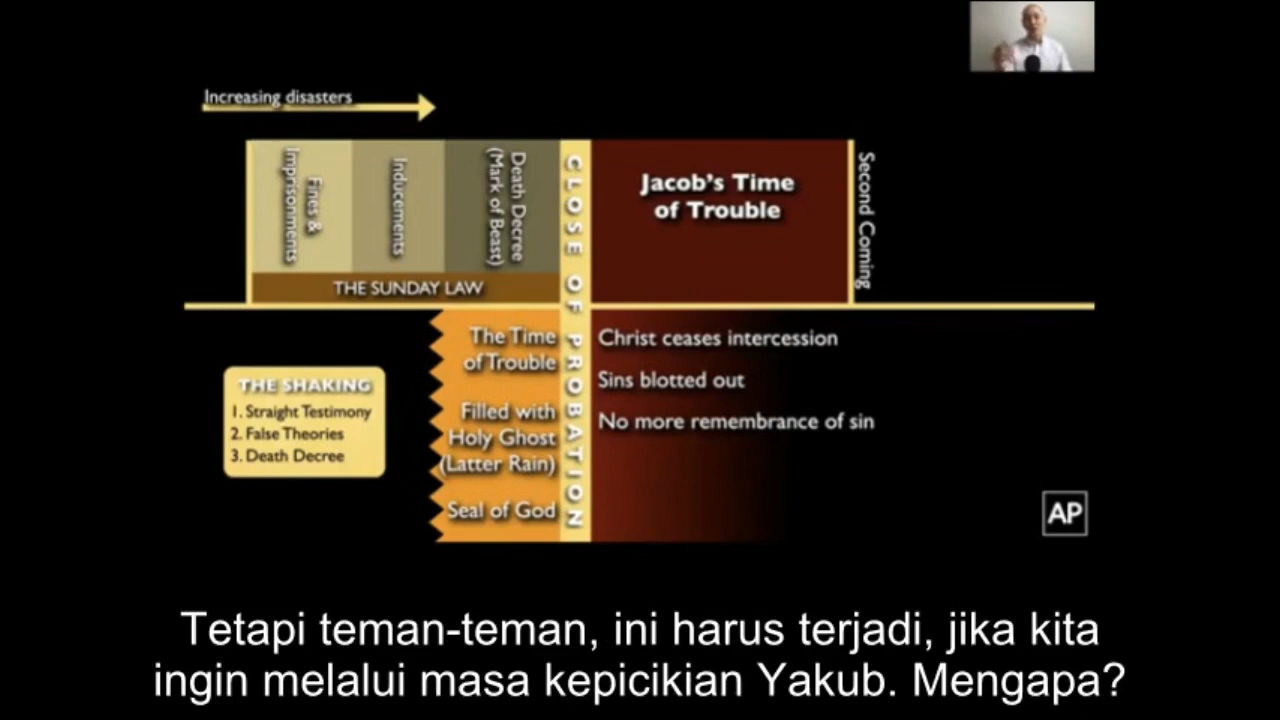 Increasing disasters
Fines &
Imprisonments
Inducements
Death Decree
(Mark of Beast)
THE SUNDAY LAW
CLOSE OF PROBATION
Jacob's Time
of Trouble
Second Coming
THE SHAKING
1. Straight Testimony
2. False Theories
3. Death Decree
The Time
of Trouble
Filled with
Holy Ghost
(Latter Rain)
Seal of God
Christ ceases intercession
Sins blotted out
No more remembrance of sin
AP
Tetapi teman-teman, ini harus terjadi, jika kita
ingin melalui masa kepicikian Yakub. Mengapa?